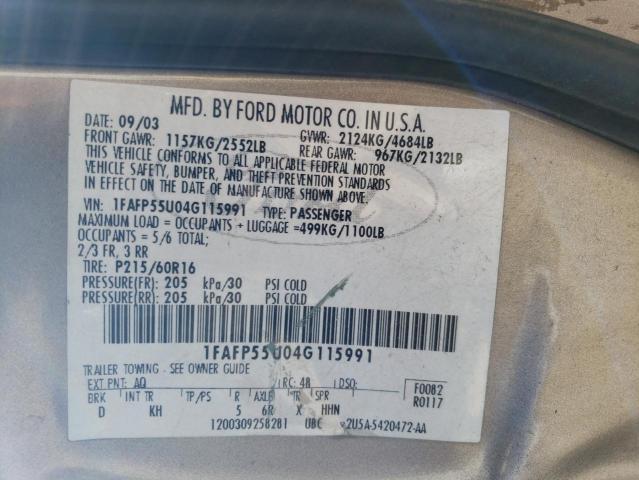 MFD. BY FORD MOTOR CO. IN U.S.A.
DATE: 09/03 GVWR: 2124KG/4684LB
FRONT GAWR: 1157KG/2552LB REAR GAWR: 967KG/2132LB
THIS VEHICLE CONFORMS TO ALL APPLICABLE FEDERAL MOTOR
VEHICLE SAFETY, BUMPER, AND THEFT PREVENTION STANDARDS
IN EFFECT ON THE DATE OF MANUFACTURE SHOWN ABOVE.
VIN: 1FAFP55U04G115991 TYPE: PASSENGER
MAXIMUM LOAD = OCCUPANTS + LUGGAGE =499KG/1100LB
OCCUPANTS = 5/6 TOTAL;
2/3 FR, 3 RR
TIRE: P215/60R16
PRESSURE(FR): 205 kPa/30 PSI COLD
PRESSURE(RR): 205 kPa/30 PSI COLD
1FAFP55U04G115991
TRAILER TOWING - SEE OWNER GUIDE
EXT PNT: AQ RC: 48 DSO: F0082
BRK INT TR TP/PS R AXLE TR SPR R0117
D KH 5 6R X HHN
1200309258281 UBC 2U5A-5420472-AA